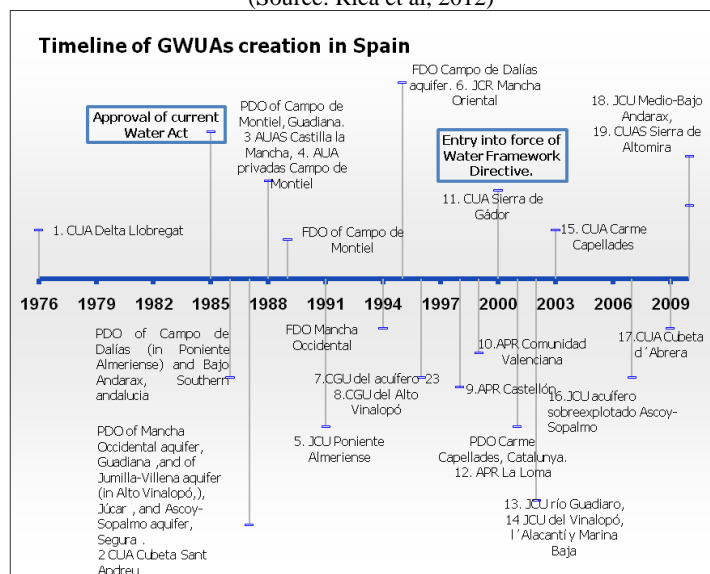 (Source: Rica et al, 2012)
Timeline of GWUAs creation in Spain
Approval of current
Water Act
PDO of Campo de
Montiel, Guadiana.
3 AUAS Castilla la
Mancha, 4. AUA
privadas Campo de
Montiel
FDO Campo de Dalías
aquifer. 6. JCR Mancha
Oriental
Entry into force of
Water Framework
Directive.
18. JCU Medio-Bajo
Andarax,
19. CUAS Sierra de
Altomira
1. CUA Delta Llobregat
FDO of Campo de
Montiel
11. CUA Sierra de
Gádor
15. CUA Carme
Capellades
1976 1979 1982 1985 1988 1991 1994 1997 2000 2003 2006 2009
PDO of Campo de
Dalías (in Poniente
Almeriense) and Bajo
Andarax, Southern
andalucia
FDO Mancha
Occidental
7.CGU del acuífero 23
8.CGU del Alto
Vinalopó
10.APR Comunidad
Valenciana
9.APR Castellón
17.CUA Cubeta
d´Abrera
16.JCU acuífero
sobreexplotado Ascoy-
Sopalmo
5. JCU Poniente
Almeriense
PDO Carme
Capellades, Catalunya.
12. APR La Loma
PDO of Mancha
Occidental aquifer,
Guadiana ,and of
Jumilla-Villena aquifer
(in Alto Vinalopó,),
Júcar , and Ascoy-
Sopalmo aquifer,
Segura .
2 CUA Cubeta Sant
Andreu
13. JCU río Guadiaro,
14 JCU del Vinalopó,
l´Alacantí y Marina
Baja